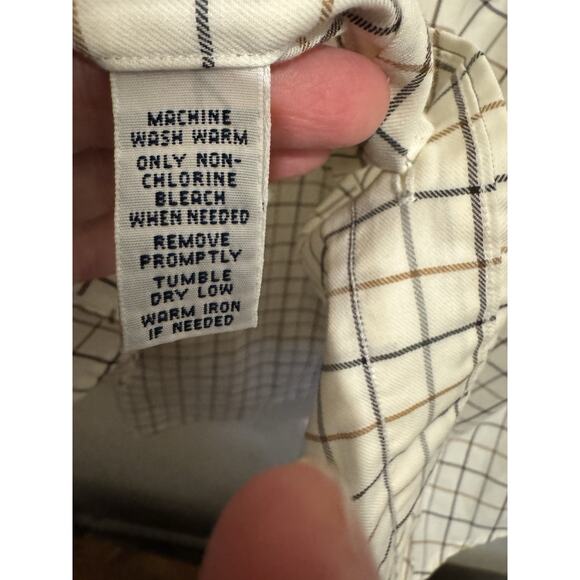 MACHINE
WASH WARM
ONLY NON-
CHLORINE
BLEACH
WHEN NEEDED
REMOVE
PROMPTLY
TUMBLE
DRY LOW
WARM IRON
IF NEEDED